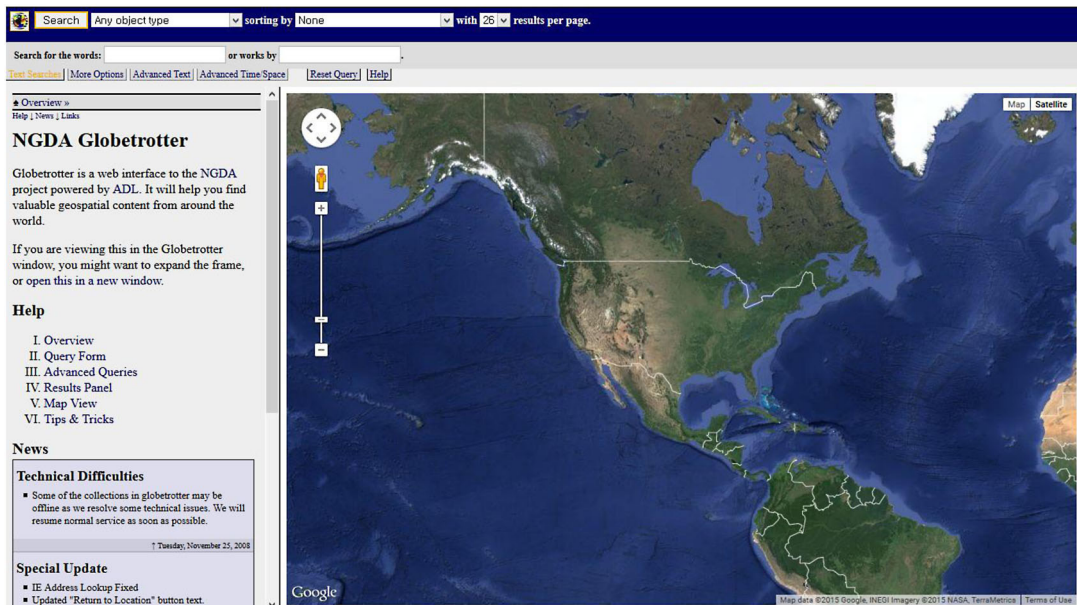 Search Any object type sorting by None with 26 results per page.
Search for the words: or works by .
Text Searches More Options Advanced Text Advanced Time/Space Reset Query Help
Overview »
Help ↓ News ↓ Links
NGDA Globetrotter
Globetrotter is a web interface to the NGDA
project powered by ADL. It will help you find
valuable geospatial content from around the
world.
If you are viewing this in the Globetrotter
window, you might want to expand the frame,
or open this in a new window.
Help
I. Overview
II. Query Form
III. Advanced Queries
IV. Results Panel
V. Map View
VI. Tips & Tricks
News
Technical Difficulties
Some of the collections in globetrotter may be
offline as we resolve some technical issues. We will
resume normal service as soon as possible.
↑ Tuesday, November 25, 2008
Special Update
IE Address Lookup Fixed
Updated "Return to Location" button text.
Map Satellite
Google
Map data ©2015 Google, INEGI Imagery ©2015 NASA, TerraMetrics Terms of Use